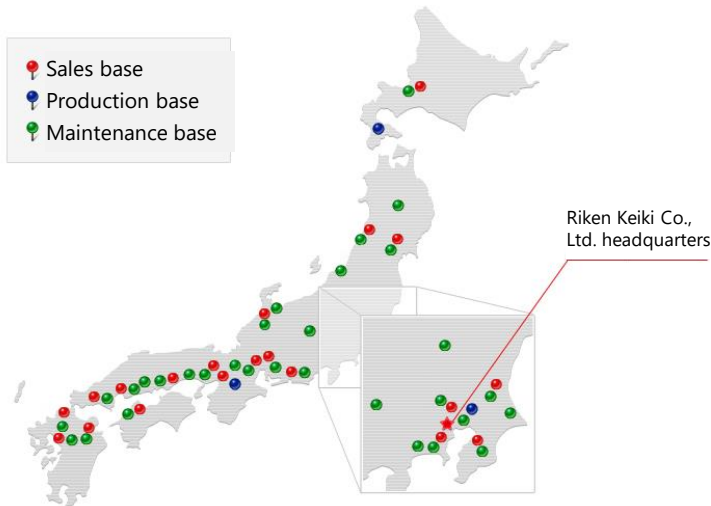 Sales base
Production base
Maintenance base
Riken Keiki Co.,
Ltd. headquarters